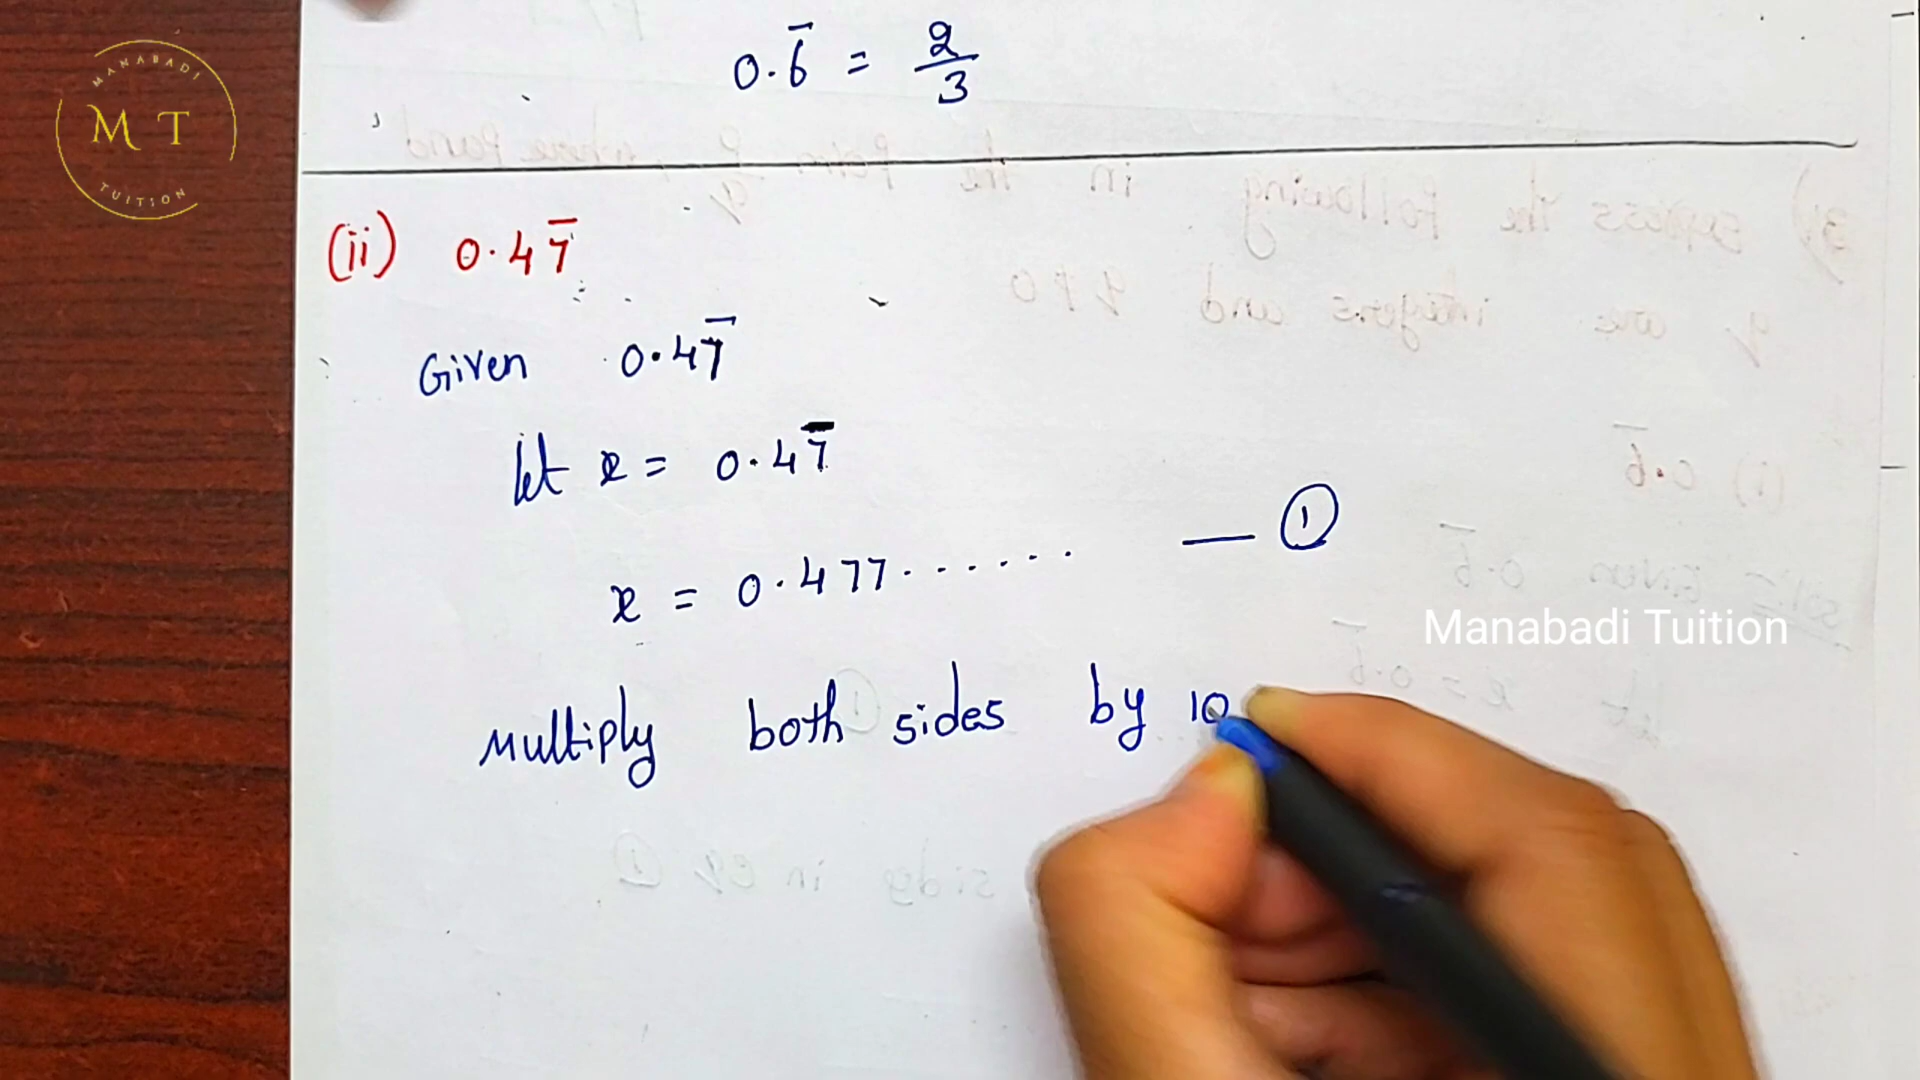 MANABADI
MT
TUITION
0.6̅ = 2/3
(ii) 0.47̅
Given 0.47̅
let x = 0.47̅
x = 0.477....... — ①
Manabadi Tuition
multiply both sides by 10